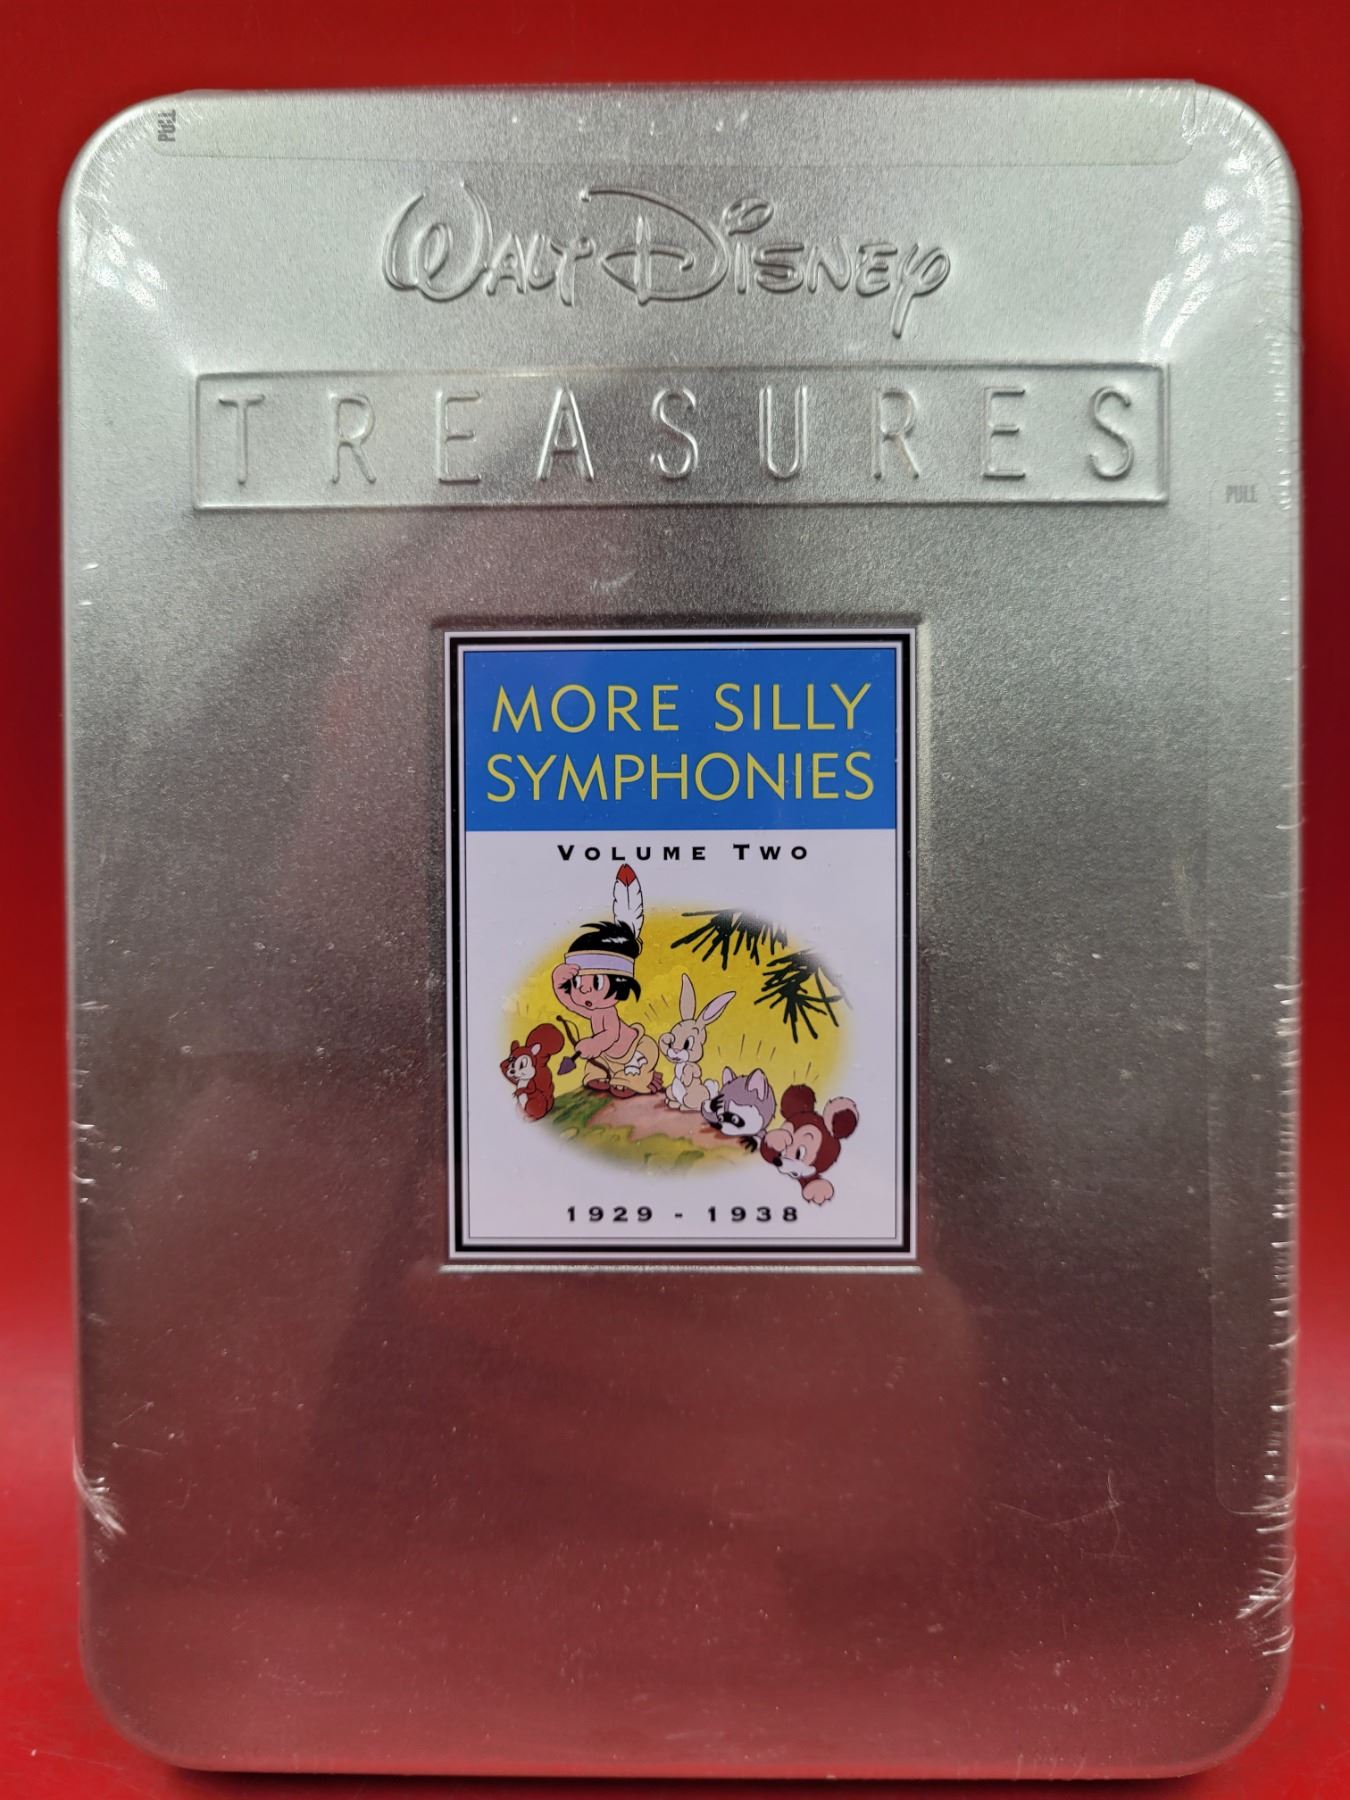 PULL
WALT DISNEY
TREASURES
PULL
MORE SILLY
SYMPHONIES
VOLUME TWO
1929 - 1938